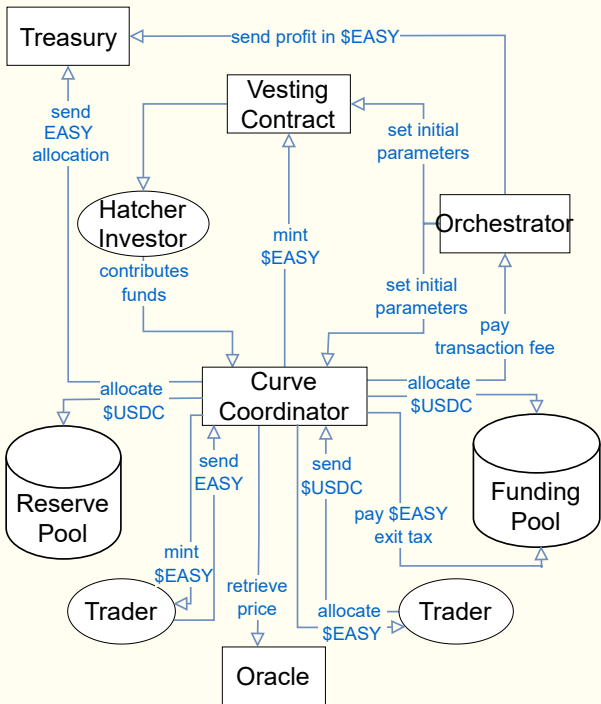 Treasury
send profit in $EASY
Vesting
Contract
send
EASY
allocation
set initial
parameters
Hatcher
Investor
Orchestrator
mint
$EASY
contributes
funds
set initial
parameters
pay
transaction fee
Curve
Coordinator
allocate
$USDC
allocate
$USDC
Reserve
Pool
send
EASY
send
$USDC
Funding
Pool
pay $EASY
exit tax
mint
$EASY
retrieve
price
Trader
allocate
$EASY
Trader
Oracle